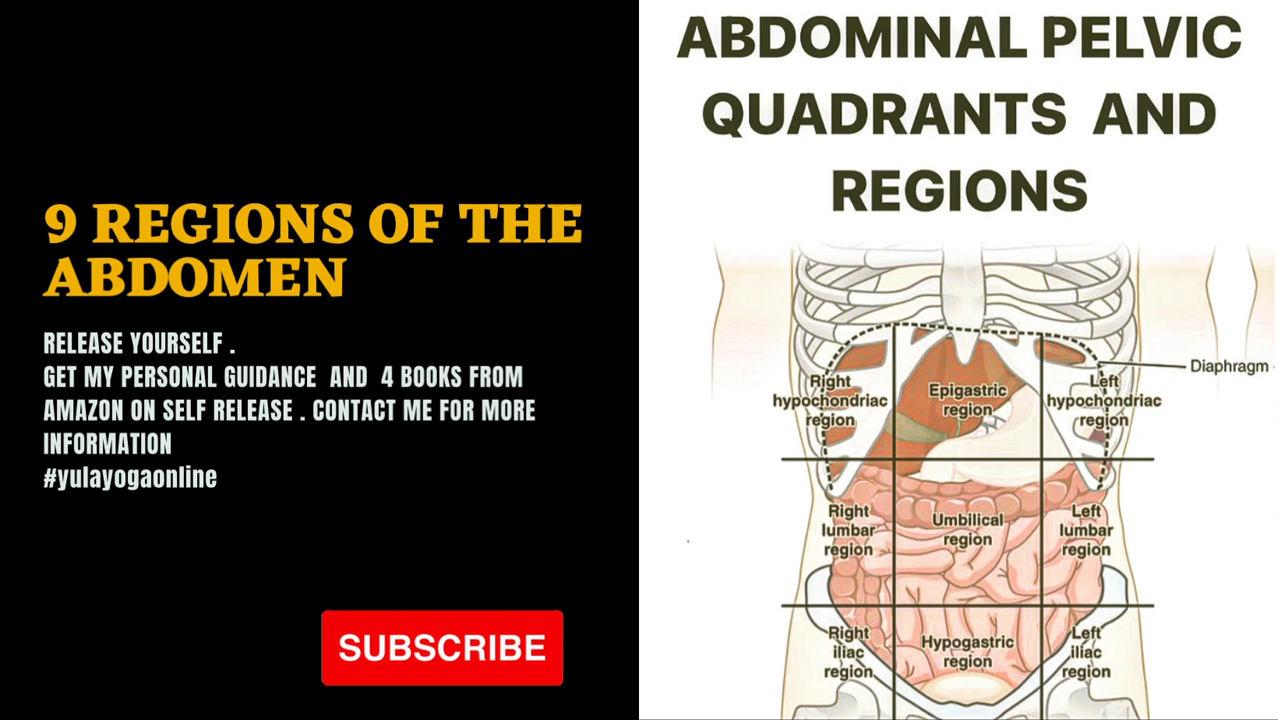 9 REGIONS OF THE
ABDOMEN
RELEASE YOURSELF .
GET MY PERSONAL GUIDANCE AND 4 BOOKS FROM
AMAZON ON SELF RELEASE . CONTACT ME FOR MORE
INFORMATION
#yulayogaonline
SUBSCRIBE
ABDOMINAL PELVIC
QUADRANTS AND
REGIONS
Diaphragm
Right
hypochondriac
region
Epigastric
region
Left
hypochondriac
region
Right
lumbar
region
Umbilical
region
Left
lumbar
region
Right
iliac
region
Hypogastric
region
Left
iliac
region